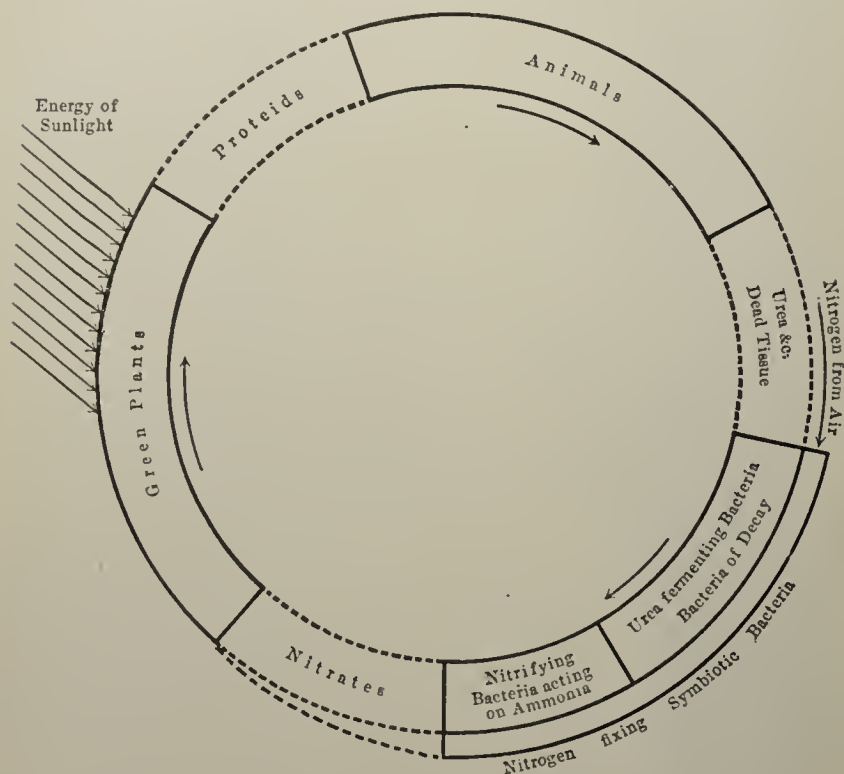 Energy of
Sunlight
Proteids
Animals
Urea &c.
Dead Tissue
Nitrogen from Air
Urea fermenting Bacteria
Bacteria of Decay
Nitrifying
Bacteria acting
on Ammonia
Nitrogen fixing Symbiotic Bacteria
Nitrates
Green Plants